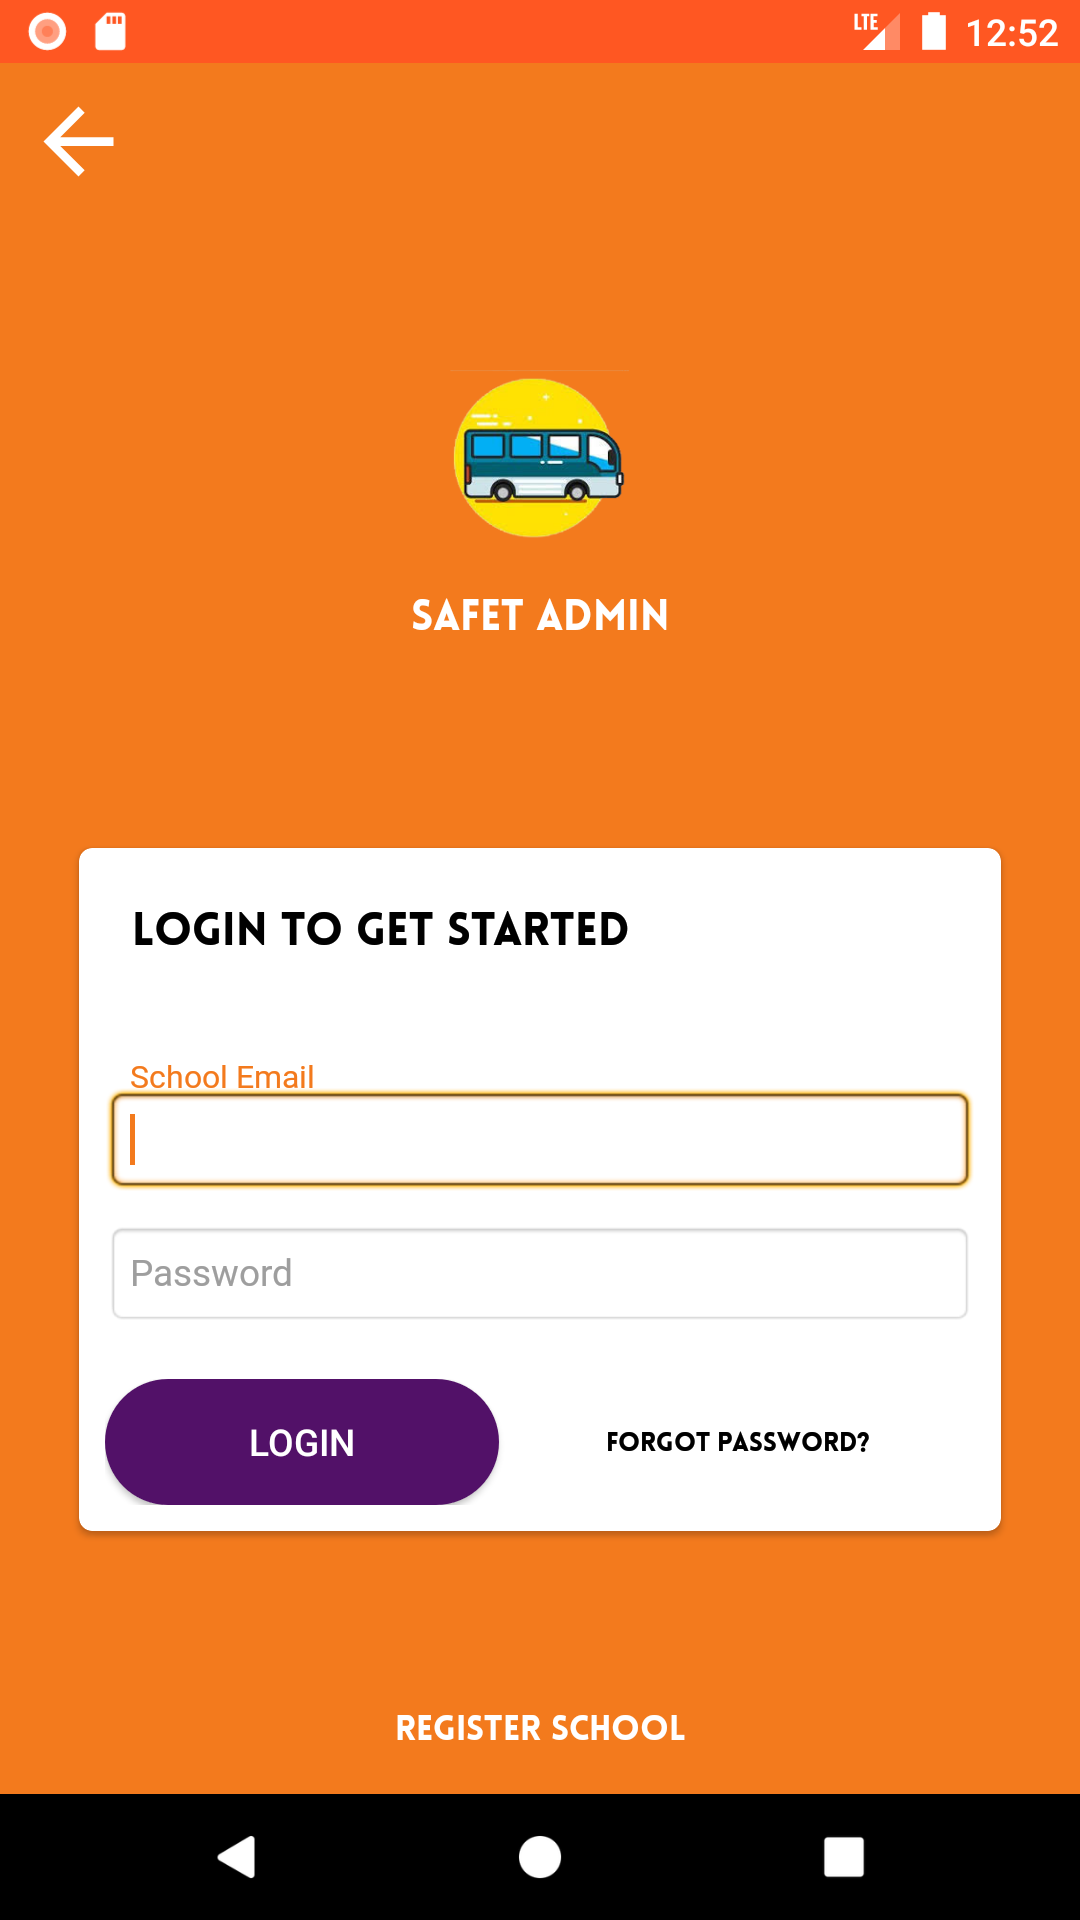 LTE 12:52
SAFET ADMIN
LOGIN TO GET STARTED
School Email
Password
LOGIN FORGOT PASSWORD?
REGISTER SCHOOL